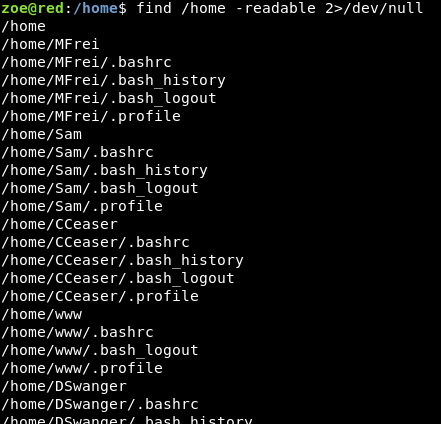 zoe@red:/home$ find /home -readable 2>/dev/null
/home
/home/MFrei
/home/MFrei/.bashrc
/home/MFrei/.bash_history
/home/MFrei/.bash_logout
/home/MFrei/.profile
/home/Sam
/home/Sam/.bashrc
/home/Sam/.bash_history
/home/Sam/.bash_logout
/home/Sam/.profile
/home/CCeaser
/home/CCeaser/.bashrc
/home/CCeaser/.bash_history
/home/CCeaser/.bash_logout
/home/CCeaser/.profile
/home/www
/home/www/.bashrc
/home/www/.bash_logout
/home/www/.profile
/home/DSwanger
/home/DSwanger/.bashrc
/home/DSwanger/.bash_history